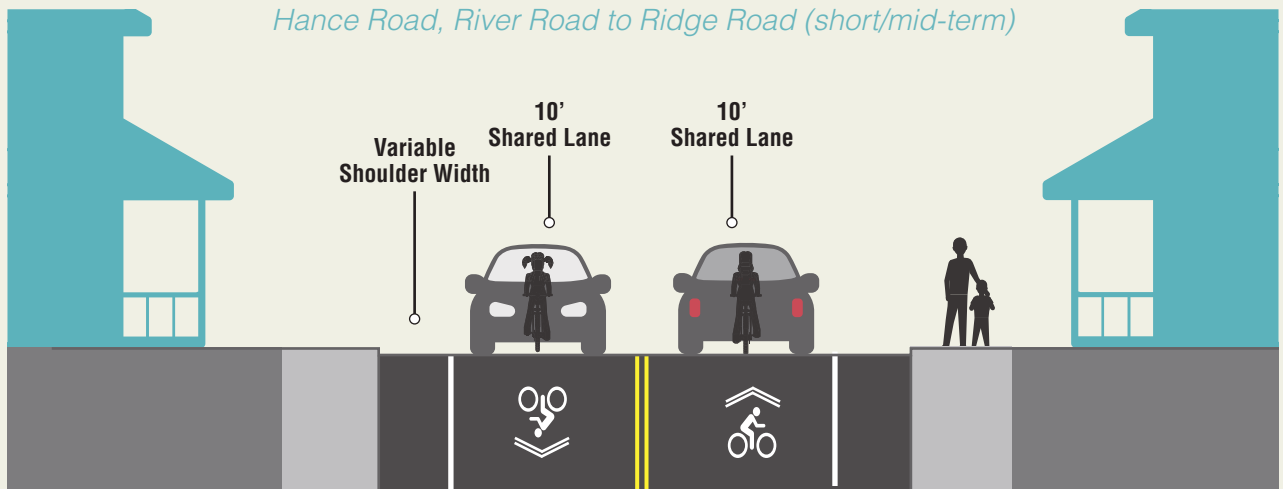 Hance Road, River Road to Ridge Road (short/mid-term)
Variable
Shoulder Width
10’
Shared Lane
10’
Shared Lane